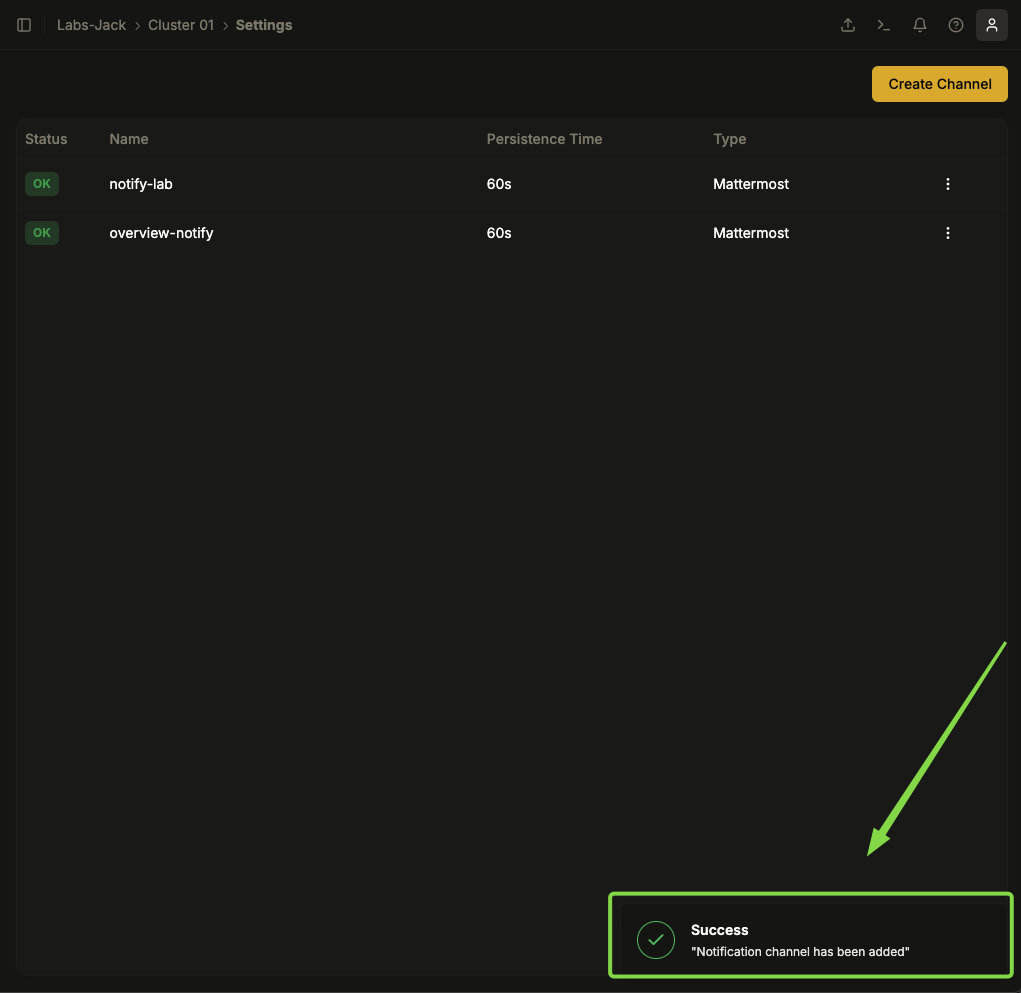 Labs-Jack > Cluster 01 > Settings
Create Channel
Status Name Persistence Time Type
OK notify-lab 60s Mattermost
OK overview-notify 60s Mattermost
Success
"Notification channel has been added"